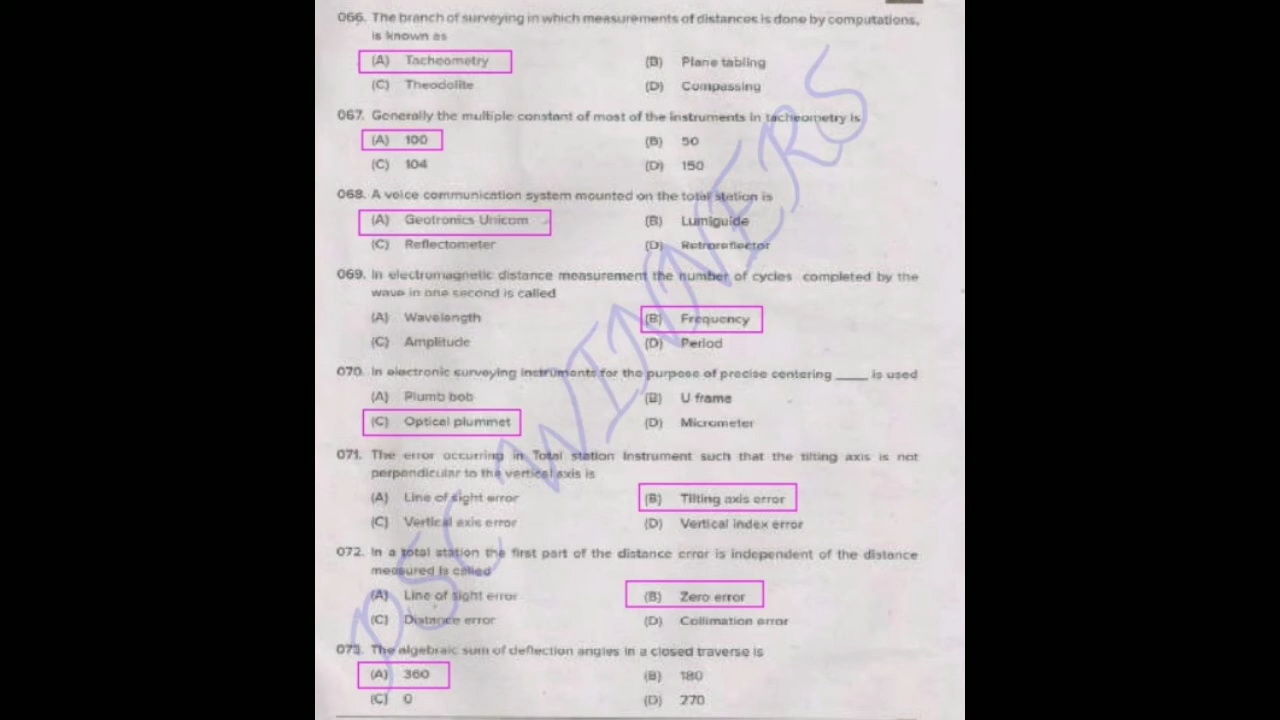 066. The branch of surveying in which measurements of distances is done by computations,
is known as
(A) Tacheometry (B) Plane tabling
(C) Theodolite (D) Compassing
067. Generally the multiple constant of most of the instruments in tacheometry is
(A) 100 (B) 50
(C) 104 (D) 150
068. A voice communication system mounted on the total station is
(A) Geotronics Unicom (B) Lumiguide
(C) Reflectometer (D) Retroreflector
069. In electromagnetic distance measurement the number of cycles completed by the
wave in one second is called
(A) Wavelength (B) Frequency
(C) Amplitude (D) Period
070. In electronic surveying instruments for the purpose of precise centering ____ is used
(A) Plumb bob (B) U frame
(C) Optical plummet (D) Micrometer
071. The error occurring in Total station Instrument such that the tilting axis is not
perpendicular to the vertical axis is
(A) Line of sight error (B) Tilting axis error
(C) Vertical axis error (D) Vertical index error
072. In a total station the first part of the distance error is independent of the distance
measured is called
(A) Line of sight error (B) Zero error
(C) Distance error (D) Collimation error
073. The algebraic sum of deflection angles in a closed traverse is
(A) 360 (B) 180
(C) 0 (D) 270
PSC WINNERS